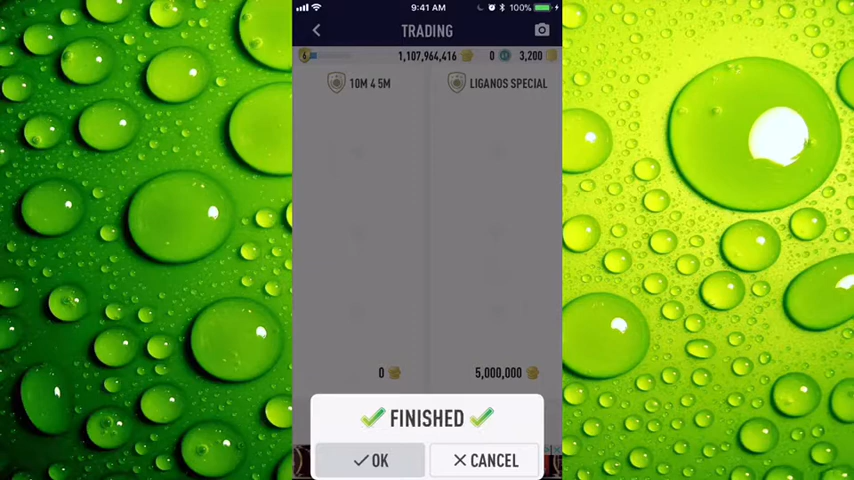 9:41 AM 100%
TRADING
6 1,107,964,416 0 3,200
10M 4 5M LIGANOS SPECIAL
0 5,000,000
FINISHED
OK CANCEL